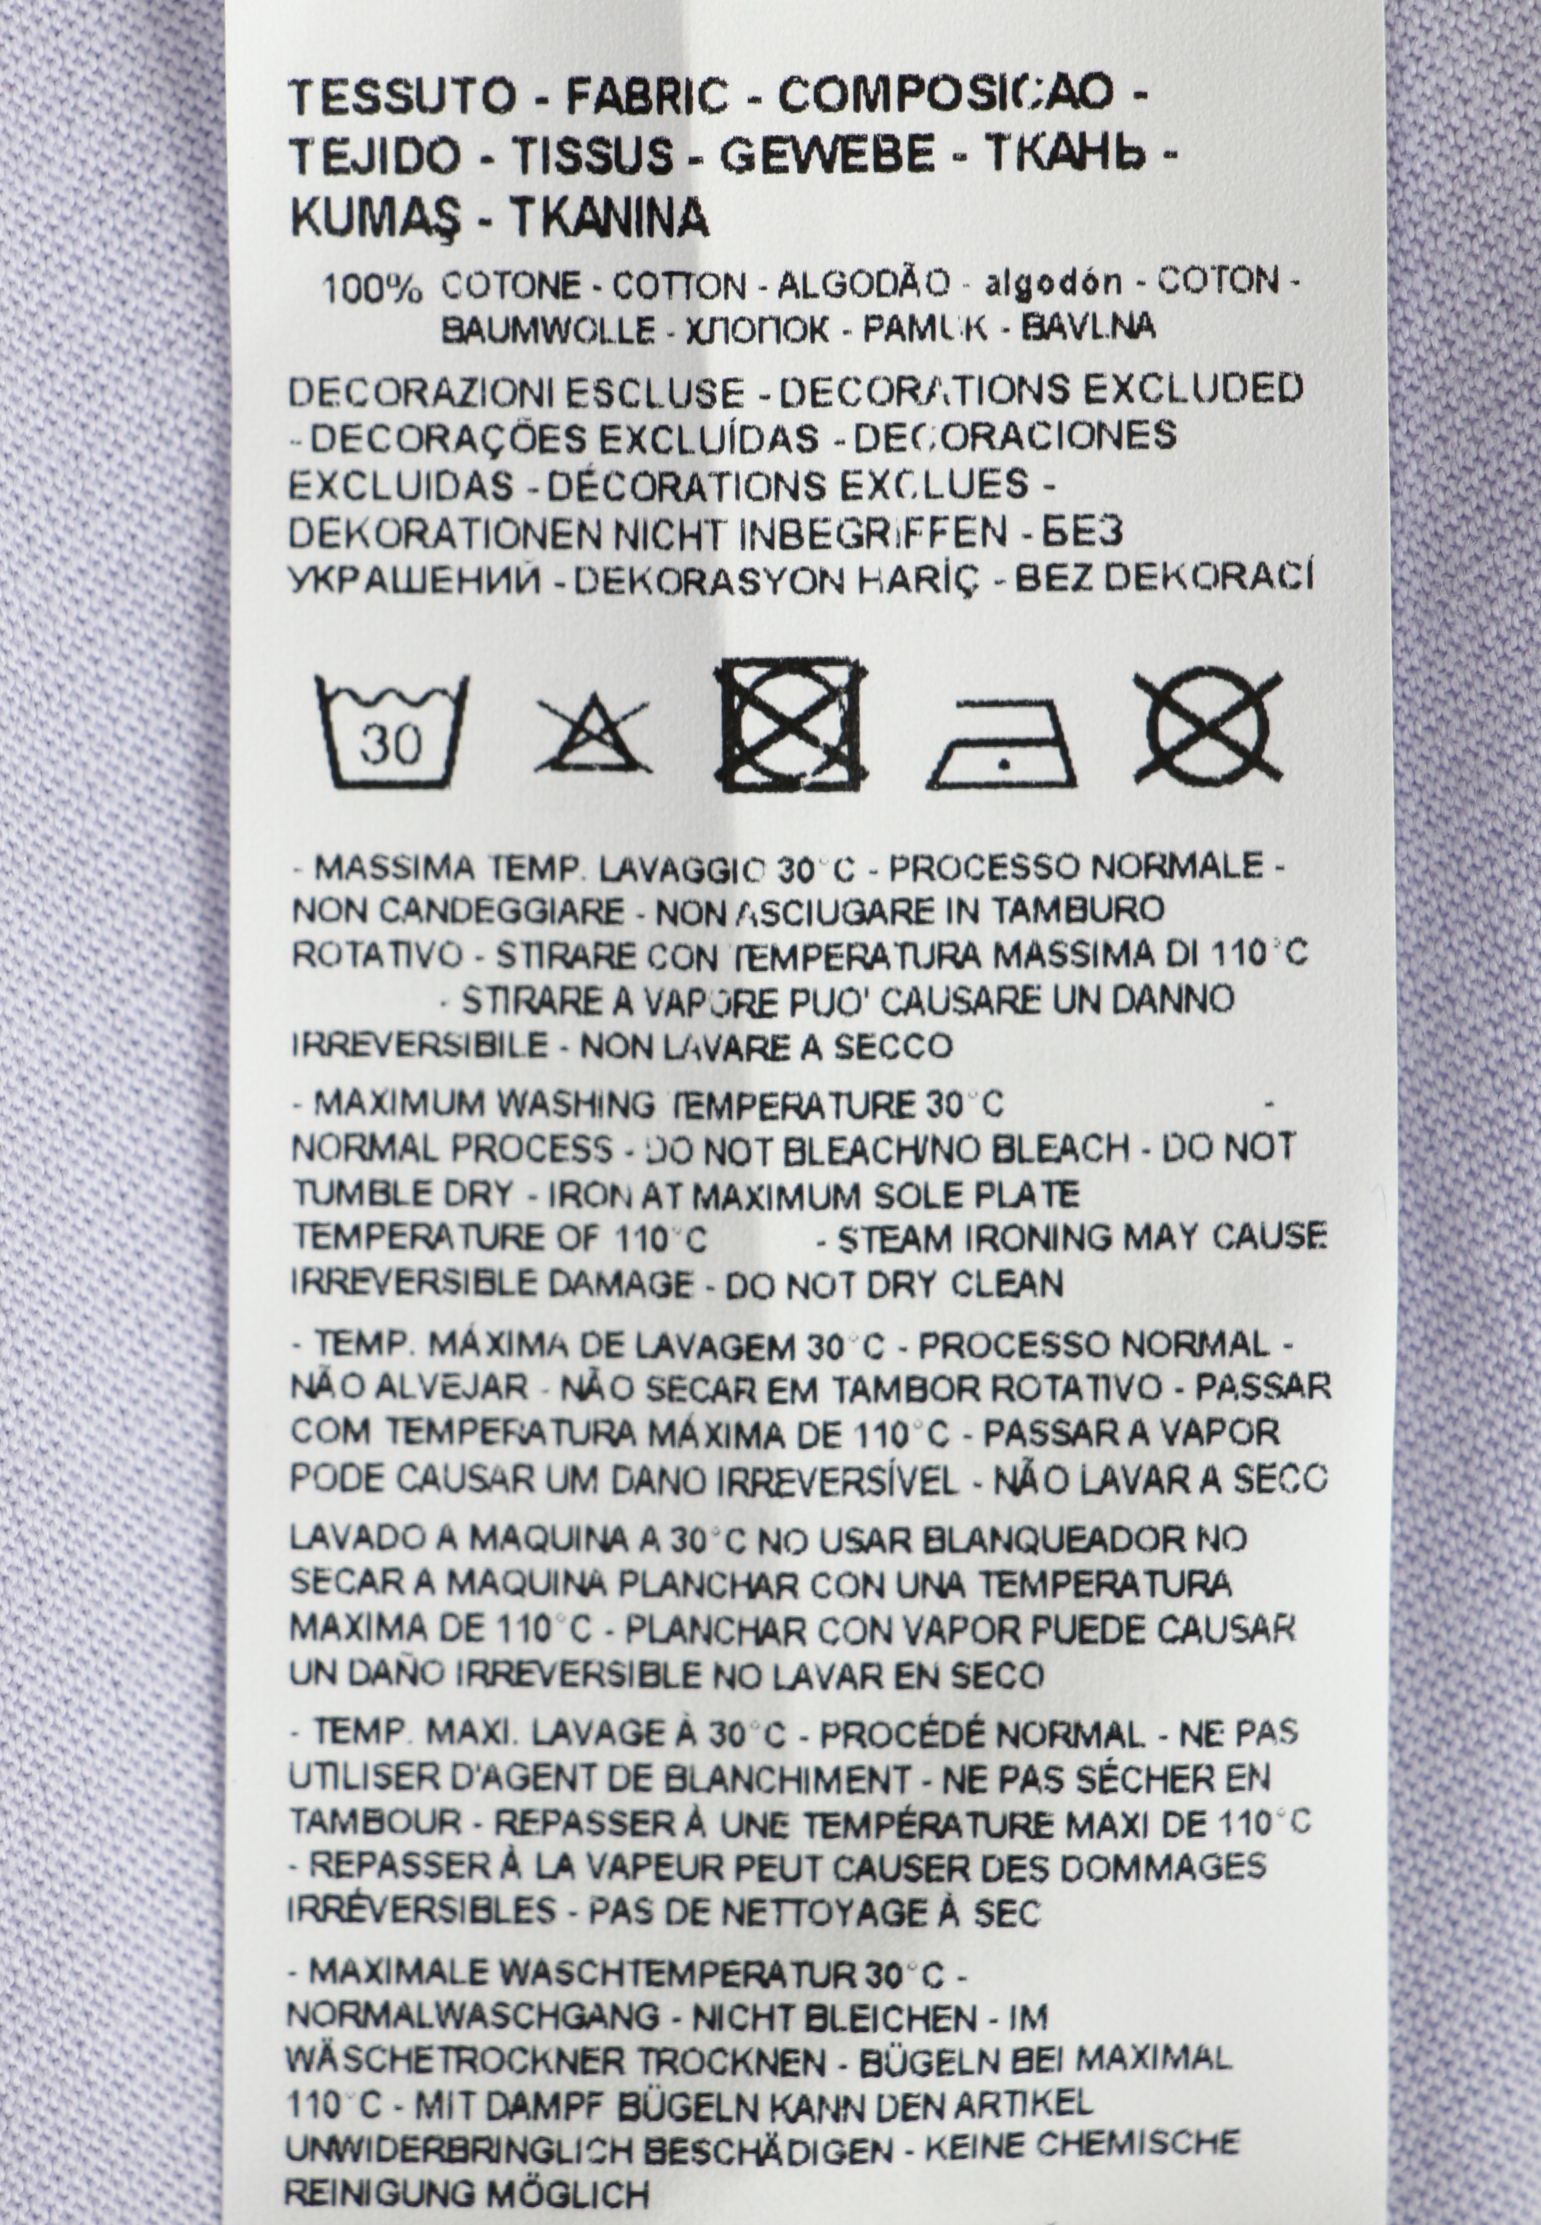 TESSUTO - FABRIC - COMPOSICAO -
TEJIDO - TISSUS - GEWEBE - ТКАНЬ -
KUMAŞ - TKANINA
100% COTONE - COTTON - ALGODÃO - algodón - COTON -
BAUMWOLLE - ХЛОПОК - PAMUK - BAVLNA
DECORAZIONI ESCLUSE - DECORATIONS EXCLUDED
- DECORAÇÕES EXCLUÍDAS - DECORACIONES
EXCLUIDAS - DÉCORATIONS EXCLUES -
DEKORATIONEN NICHT INBEGRIFFEN - БЕЗ
УКРАШЕНИЙ - DEKORASYON HARİÇ - BEZ DEKORACÍ
30
- MASSIMA TEMP. LAVAGGIO 30°C - PROCESSO NORMALE -
NON CANDEGGIARE - NON ASCIUGARE IN TAMBURO
ROTATIVO - STIRARE CON TEMPERATURA MASSIMA DI 110°C
- STIRARE A VAPORE PUO' CAUSARE UN DANNO
IRREVERSIBILE - NON LAVARE A SECCO
- MAXIMUM WASHING TEMPERATURE 30°C -
NORMAL PROCESS - DO NOT BLEACH/NO BLEACH - DO NOT
TUMBLE DRY - IRON AT MAXIMUM SOLE PLATE
TEMPERATURE OF 110°C - STEAM IRONING MAY CAUSE
IRREVERSIBLE DAMAGE - DO NOT DRY CLEAN
- TEMP. MÁXIMA DE LAVAGEM 30°C - PROCESSO NORMAL -
NÃO ALVEJAR - NÃO SECAR EM TAMBOR ROTATIVO - PASSAR
COM TEMPERATURA MÁXIMA DE 110°C - PASSAR A VAPOR
PODE CAUSAR UM DANO IRREVERSÍVEL - NÃO LAVAR A SECO
LAVADO A MAQUINA A 30°C NO USAR BLANQUEADOR NO
SECAR A MAQUINA PLANCHAR CON UNA TEMPERATURA
MAXIMA DE 110°C - PLANCHAR CON VAPOR PUEDE CAUSAR
UN DAÑO IRREVERSIBLE NO LAVAR EN SECO
- TEMP. MAXI. LAVAGE À 30°C - PROCÉDÉ NORMAL - NE PAS
UTILISER D'AGENT DE BLANCHIMENT - NE PAS SÉCHER EN
TAMBOUR - REPASSER À UNE TEMPÉRATURE MAXI DE 110°C
- REPASSER À LA VAPEUR PEUT CAUSER DES DOMMAGES
IRRÉVERSIBLES - PAS DE NETTOYAGE À SEC
- MAXIMALE WASCHTEMPERATUR 30°C -
NORMALWASCHGANG - NICHT BLEICHEN - IM
WÄSCHETROCKNER TROCKNEN - BÜGELN BEI MAXIMAL
110°C - MIT DAMPF BÜGELN KANN DEN ARTIKEL
UNWIDERBRINGLICH BESCHÄDIGEN - KEINE CHEMISCHE
REINIGUNG MÖGLICH